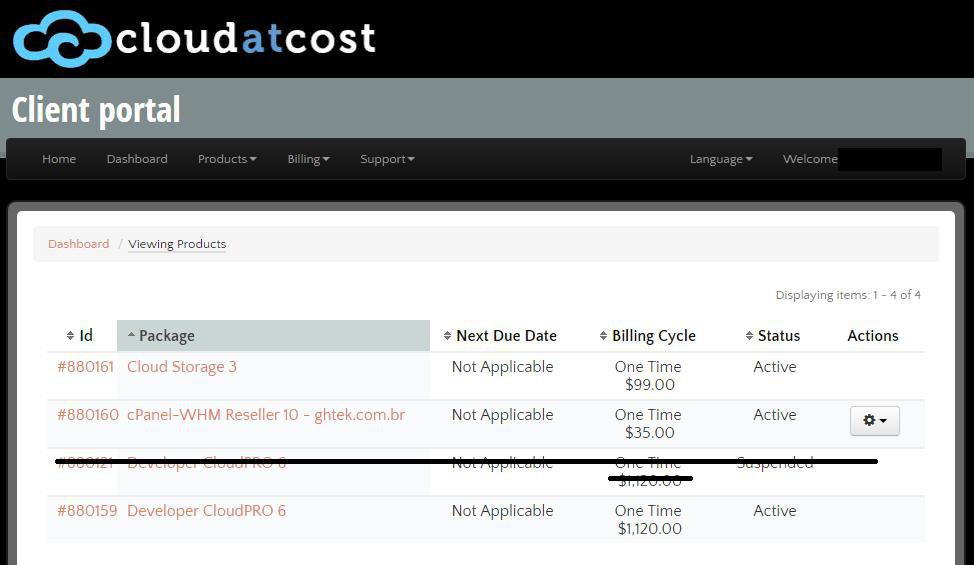 cloudatcost
Client portal
Home Dashboard Products Billing Support Language Welcome
Dashboard / Viewing Products
Displaying items: 1 - 4 of 4
Id Package Next Due Date Billing Cycle Status Actions
#880161 Cloud Storage 3 Not Applicable One Time Active
$99.00
#880160 cPanel-WHM Reseller 10 - ghtek.com.br Not Applicable One Time Active
$35.00
#880121 Developer CloudPRO 6 Not Applicable One Time Suspended
$1,120.00
#880159 Developer CloudPRO 6 Not Applicable One Time Active
$1,120.00